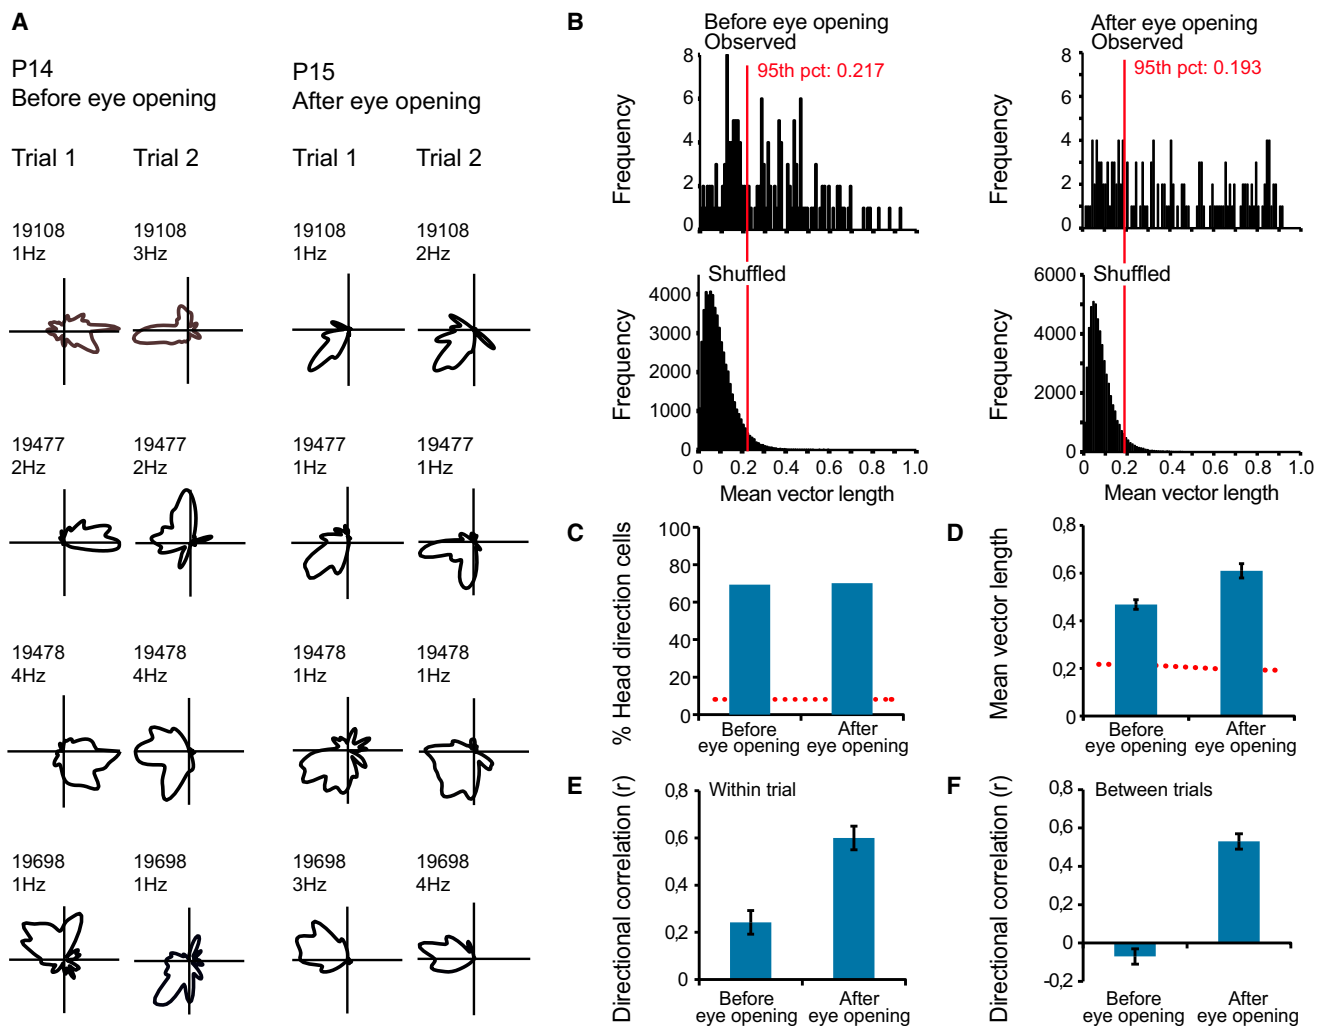 A
P14
Before eye opening
P15
After eye opening
Trial 1
Trial 2
Trial 1
Trial 2
19108
1Hz
19108
3Hz
19108
1Hz
19108
2Hz
19477
2Hz
19477
2Hz
19477
1Hz
19477
1Hz
19478
4Hz
19478
4Hz
19478
1Hz
19478
1Hz
19698
1Hz
19698
1Hz
19698
3Hz
19698
4Hz
B
Before eye opening
Observed
95th pct: 0.217
Frequency
8
6
4
2
0
After eye opening
Observed
95th pct: 0.193
Frequency
8
6
4
2
0
Shuffled
Frequency
4000
3000
2000
1000
0
0 0.2 0.4 0.6 0.8 1.0
Mean vector length
Shuffled
Frequency
6000
4000
2000
0
0 0.2 0.4 0.6 0.8 1.0
Mean vector length
C
% Head direction cells
100
80
60
40
20
0
Before
eye opening
After
eye opening
D
Mean vector length
0,8
0,6
0,4
0,2
0
Before
eye opening
After
eye opening
E
Within trial
Directional correlation (r)
0,8
0,6
0,4
0,2
0
Before
eye opening
After
eye opening
F
Between trials
Directional correlation (r)
0,8
0,6
0,4
0,2
0
-0,2
Before
eye opening
After
eye opening